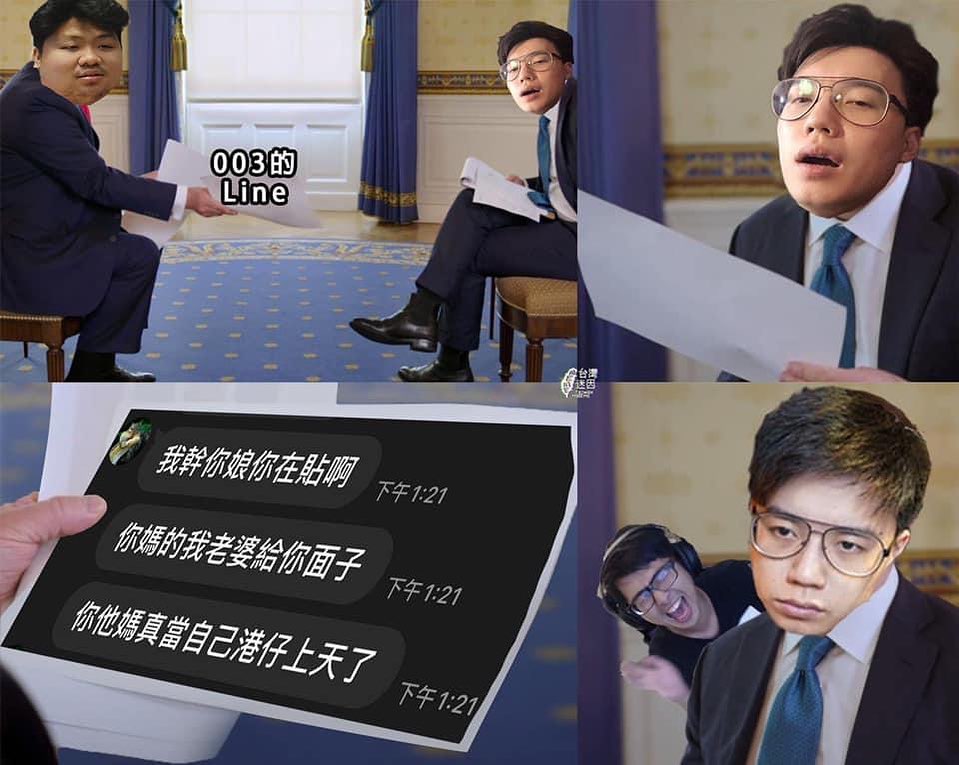 003的
Line
台灣
迷因
我幹你娘你在貼啊
下午1:21
你媽的我老婆給你面子
下午1:21
你他媽真當自己港仔上天了
下午1:21